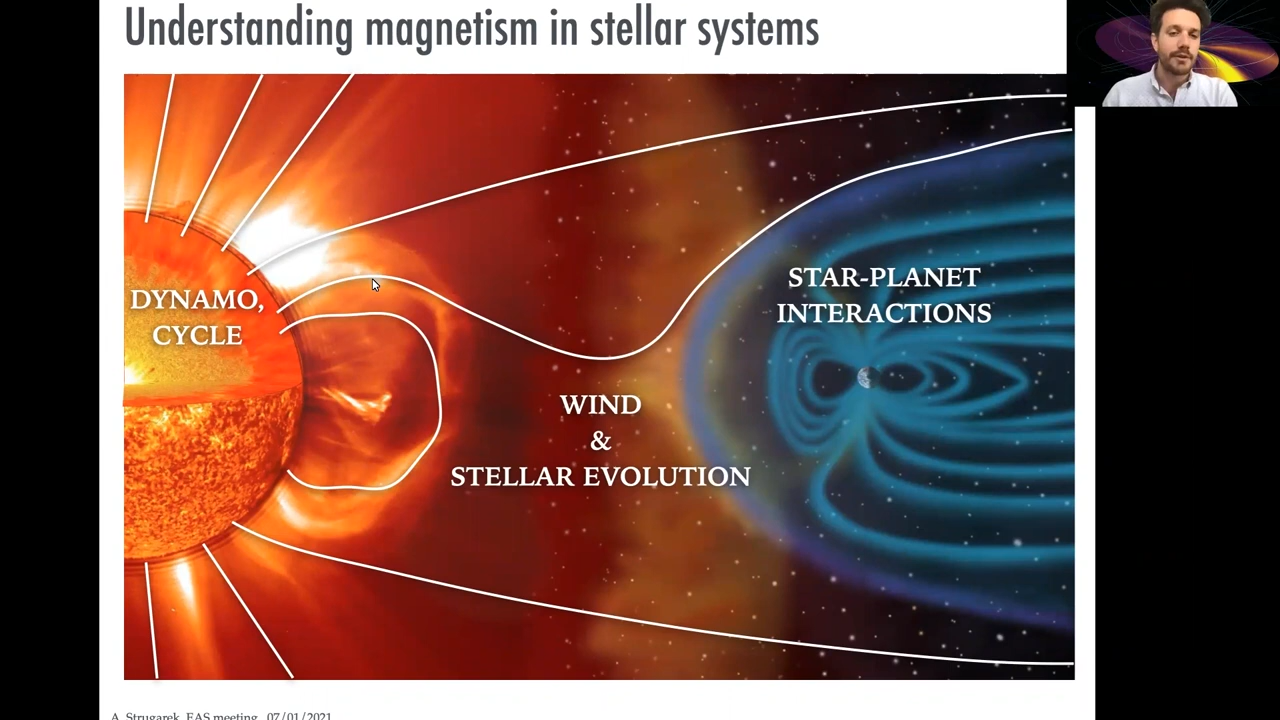 Understanding magnetism in stellar systems
DYNAMO,
CYCLE
STAR-PLANET
INTERACTIONS
WIND
&
STELLAR EVOLUTION
A. Strugarek, EAS meeting, 07/01/2021